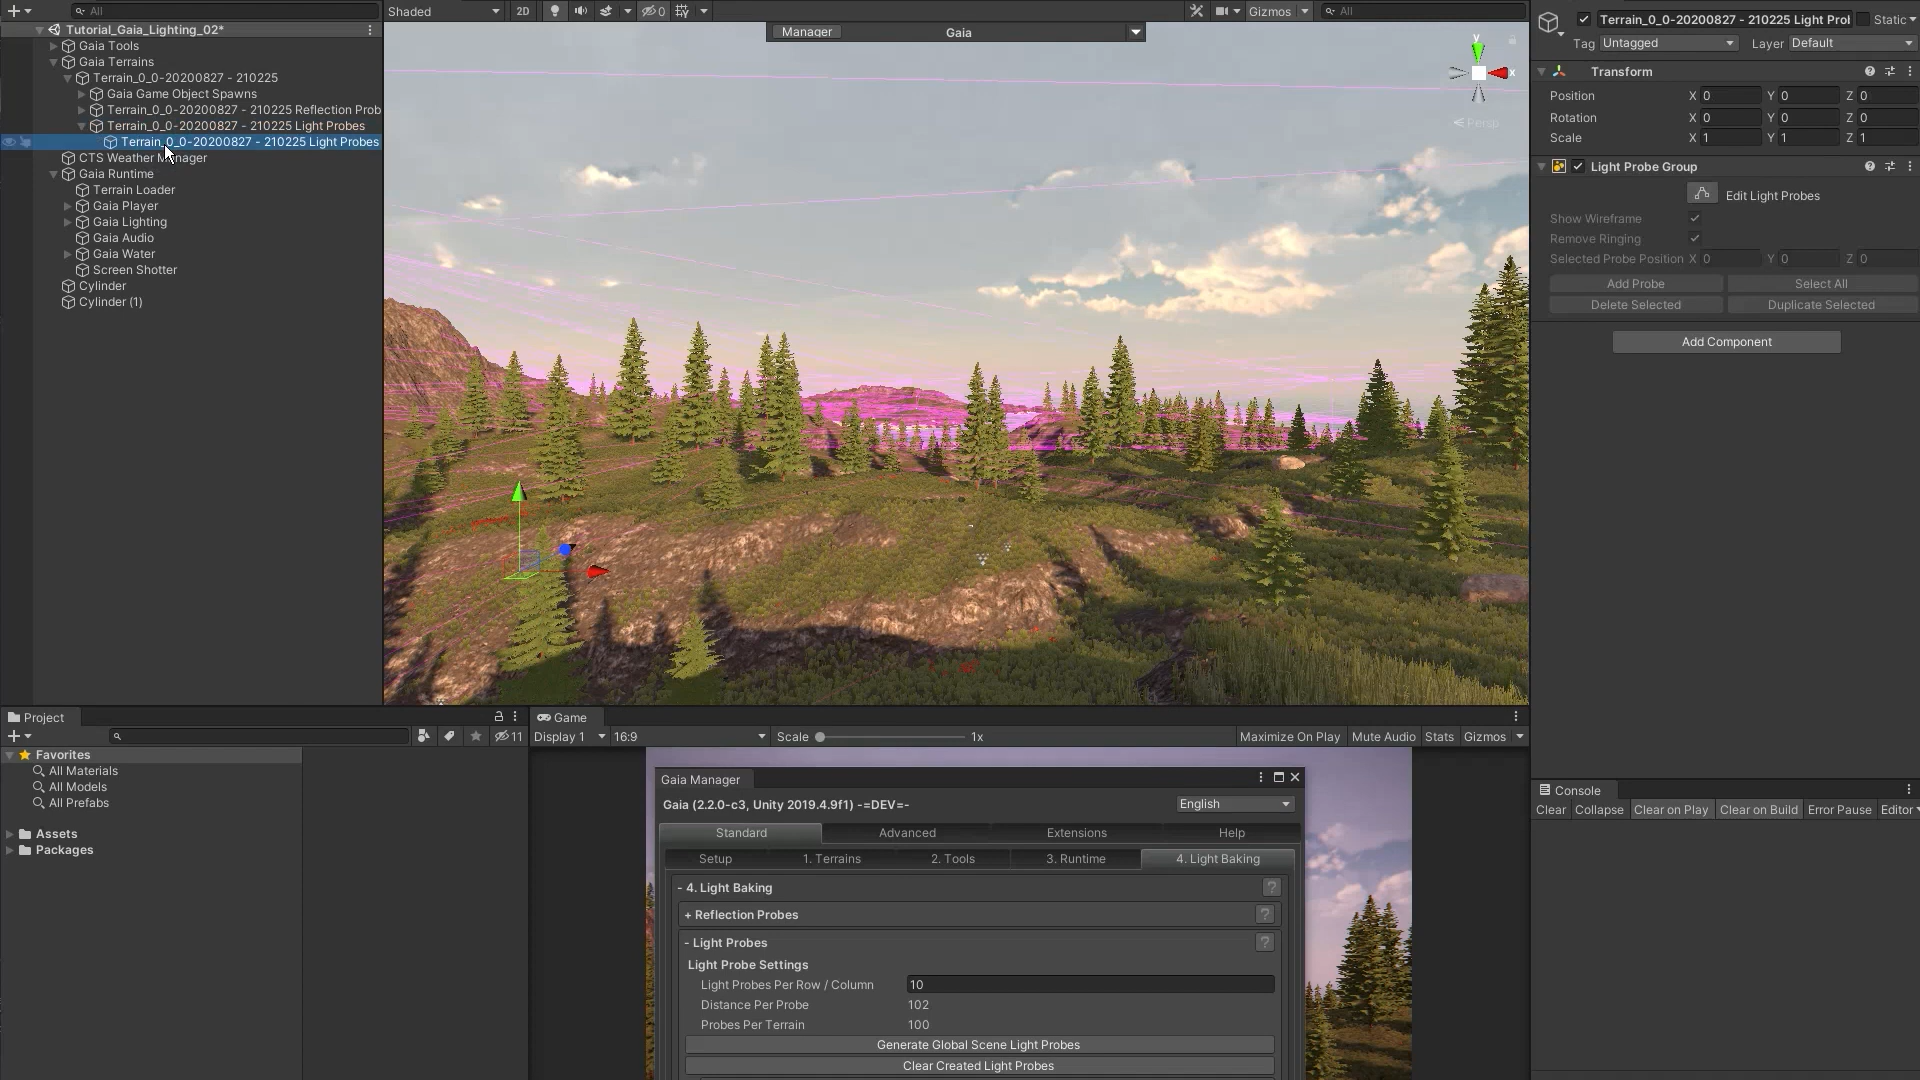 All
Tutorial_Gaia_Lighting_02*
Gaia Tools
Gaia Terrains
Terrain_0_0-20200827 - 210225
Gaia Game Object Spawns
Terrain_0_0-20200827 - 210225 Reflection Prob
Terrain_0_0-20200827 - 210225 Light Probes
Terrain_0_0-20200827 - 210225 Light Probes
CTS Weather Manager
Gaia Runtime
Terrain Loader
Gaia Player
Gaia Lighting
Gaia Audio
Gaia Water
Screen Shotter
Cylinder
Cylinder (1)
Shaded
2D
0
Gizmos
All
Manager
Gaia
y
x
Persp
Terrain_0_0-20200827 - 210225 Light Prol
Static
Tag Untagged
Layer Default
Transform
Position X 0 Y 0 Z 0
Rotation X 0 Y 0 Z 0
Scale X 1 Y 1 Z 1
Light Probe Group
Edit Light Probes
Show Wireframe
Remove Ringing
Selected Probe Position X 0 Y 0 Z 0
Add Probe
Select All
Delete Selected
Duplicate Selected
Add Component
Project
11
Favorites
All Materials
All Models
All Prefabs
Assets
Packages
Game
Display 1
16:9
Scale
1x
Maximize On Play
Mute Audio
Stats
Gizmos
Gaia Manager
Gaia (2.2.0-c3, Unity 2019.4.9f1) -=DEV=-
English
Standard
Advanced
Extensions
Help
Setup
1. Terrains
2. Tools
3. Runtime
4. Light Baking
- 4. Light Baking
?
+ Reflection Probes
?
- Light Probes
?
Light Probe Settings
Light Probes Per Row / Column 10
Distance Per Probe 102
Probes Per Terrain 100
Generate Global Scene Light Probes
Clear Created Light Probes
Console
Clear
Collapse
Clear on Play
Clear on Build
Error Pause
Editor